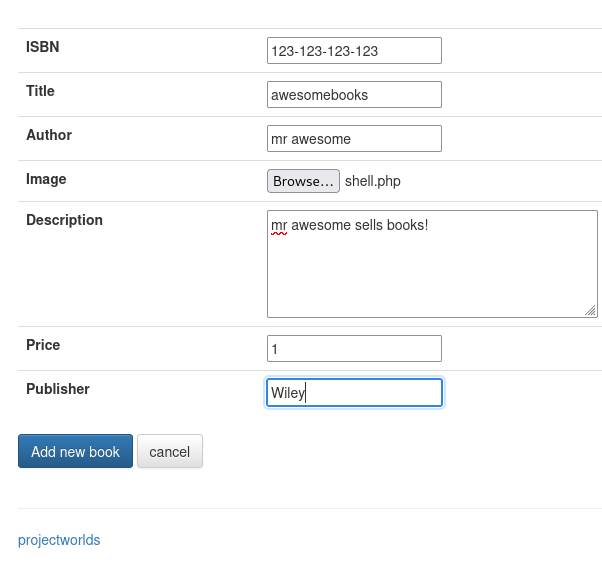 ISBN 123-123-123-123
Title awesomebooks
Author mr awesome
Image Browse... shell.php
Description mr awesome sells books!
Price 1
Publisher Wiley
Add new book cancel
projectworlds